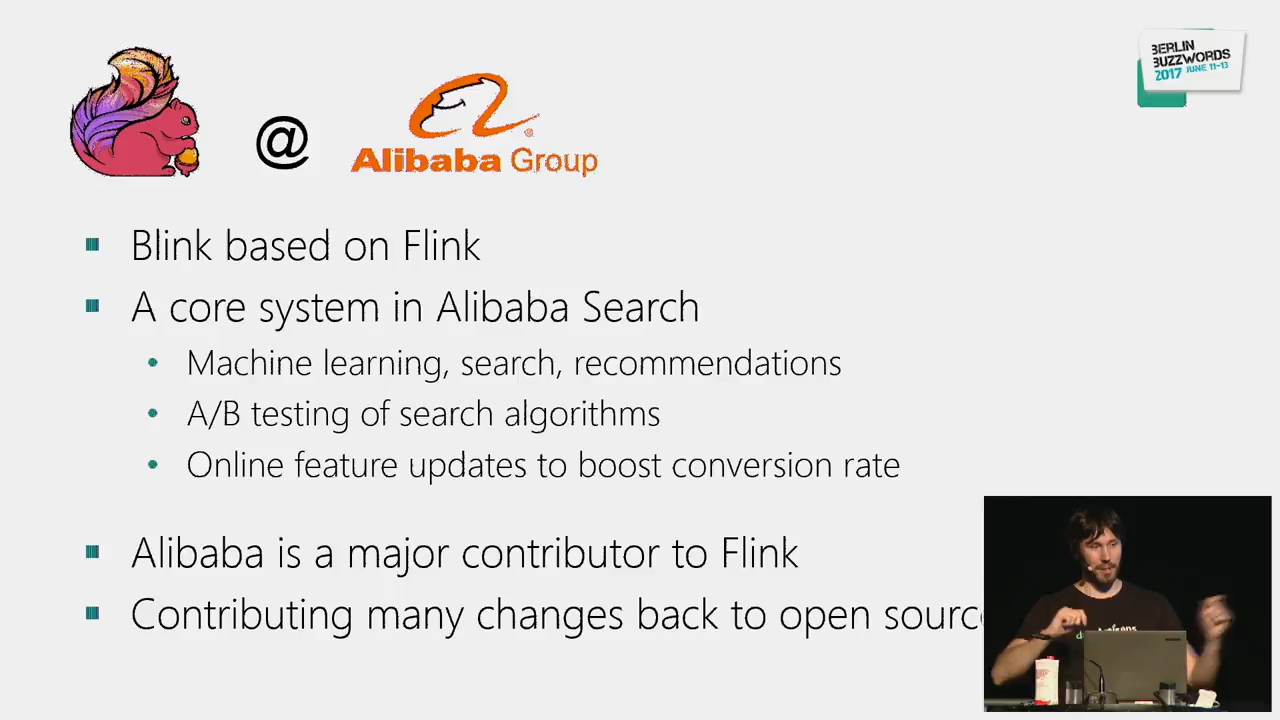 BERLIN
BUZZWORDS
2017 JUNE 11-13
@ Alibaba Group
Blink based on Flink
A core system in Alibaba Search
Machine learning, search, recommendations
A/B testing of search algorithms
Online feature updates to boost conversion rate
Alibaba is a major contributor to Flink
Contributing many changes back to open